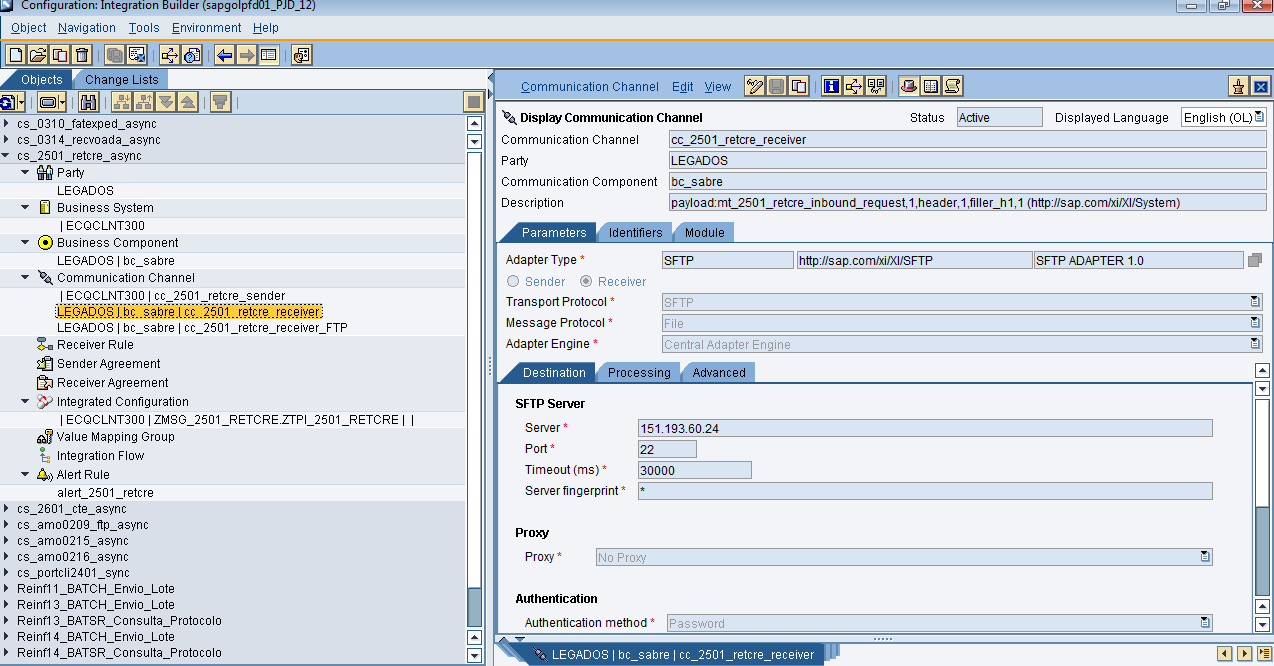 Configuration: Integration Builder (sapgolpfd01_PJD_12)
Object Navigation Tools Environment Help
Objects Change Lists
cs_0310_fatexped_async
cs_0314_recvoada_async
cs_2501_retcre_async
Party
LEGADOS
Business System
| ECQCLNT300
Business Component
LEGADOS | bc_sabre
Communication Channel
| ECQCLNT300 | cc_2501_retcre_sender
LEGADOS | bc_sabre | cc_2501_retcre_receiver
LEGADOS | bc_sabre | cc_2501_retcre_receiver_FTP
Receiver Rule
Sender Agreement
Receiver Agreement
Integrated Configuration
| ECQCLNT300 | ZMSG_2501_RETCRE.ZTPI_2501_RETCRE | |
Value Mapping Group
Integration Flow
Alert Rule
alert_2501_retcre
cs_2601_cte_async
cs_amo0209_ftp_async
cs_amo0215_async
cs_amo0216_async
cs_portcli2401_sync
Reinf11_BATCH_Envio_Lote
Reinf13_BATCH_Envio_Lote
Reinf13_BATSR_Consulta_Protocolo
Reinf14_BATCH_Envio_Lote
Reinf14_BATSR_Consulta_Protocolo
Communication Channel Edit View
Display Communication Channel Status Active Displayed Language English (OL)
Communication Channel cc_2501_retcre_receiver
Party LEGADOS
Communication Component bc_sabre
Description payload:mt_2501_retcre_inbound_request,1,header,1,filler_h1,1 (http://sap.com/xi/XI/System)
Parameters Identifiers Module
Adapter Type * SFTP http://sap.com/xi/XI/SFTP SFTP ADAPTER 1.0
Sender Receiver
Transport Protocol * SFTP
Message Protocol * File
Adapter Engine * Central Adapter Engine
Destination Processing Advanced
SFTP Server
Server * 151.193.60.24
Port * 22
Timeout (ms) * 30000
Server fingerprint * *
Proxy
Proxy * No Proxy
Authentication
Authentication method * Password
LEGADOS | bc_sabre | cc_2501_retcre_receiver